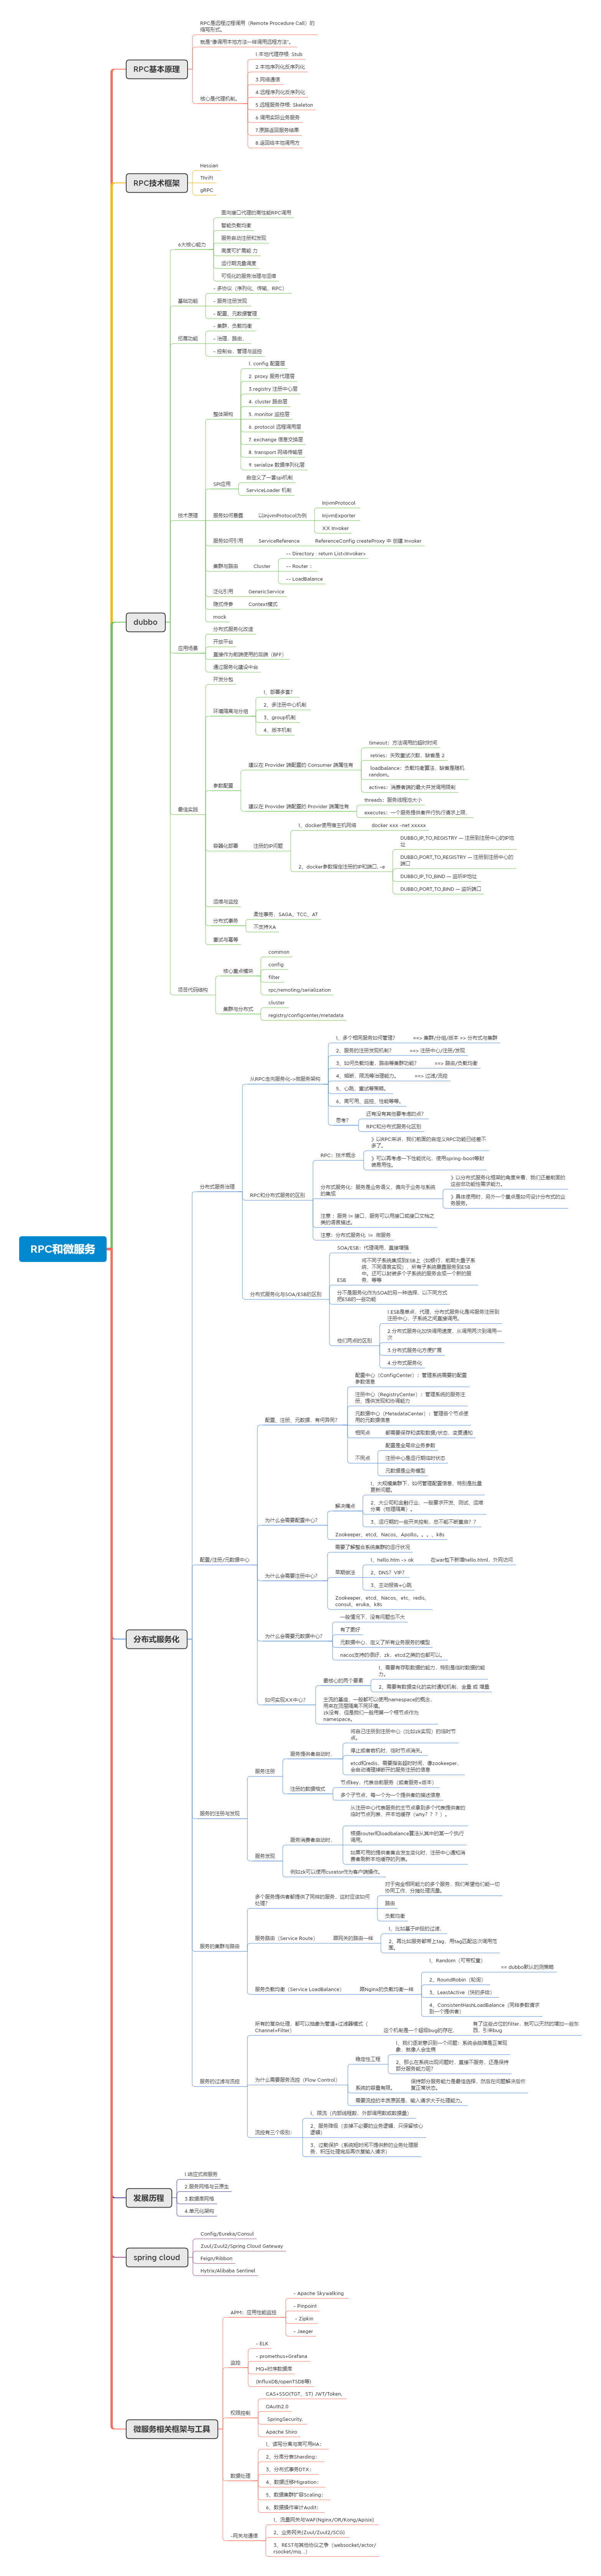 RPC是远程过程调用（Remote Procedure Call）的
缩写形式。
就是"像调用本地方法一样调用远程方法"。
RPC基本原理
核心是代理机制。
1.本地代理存根: Stub
2.本地序列化反序列化
3.网络通信
4.远程序列化反序列化
5.远程服务存根: Skeleton
6.调用实际业务服务
7.原路返回服务结果
8.返回给本地调用方
RPC技术框架
Hessian
Thrift
gRPC
dubbo
6大核心能力
面向接口代理的高性能RPC调用
智能负载均衡
服务自动注册和发现
高度可扩展能 力
运行期流量调度
可视化的服务治理与运维
基础功能
- 多协议（序列化、传输、RPC）
- 服务注册发现
- 配置、元数据管理
拓展功能
- 集群、负载均衡
- 治理、路由、
- 控制台、管理与监控
技术原理
整体架构
1. config 配置层
2. proxy 服务代理层
3.registry 注册中心层
4. cluster 路由层
5. monitor 监控层
6. protocol 远程调用层
7. exchange 信息交换层
8. transport 网络传输层
9. serialize 数据序列化层
SPI应用
自定义了一套spi机制
ServiceLoader 机制
服务如何暴露
以InjvmProtocol为例
InjvmProtocol
InjvmExporter
XX Invoker
服务如何引用
ServiceReference
ReferenceConfig createProxy 中 创建 Invoker
集群与路由
Cluster
-- Directory : return List<Invoker>
-- Router：
-- LoadBalance
泛化引用
GenericService
隐式传参
Context模式
mock
应用场景
分布式服务化改造
开放平台
直接作为前端使用的后端（BFF）
通过服务化建设中台
最佳实践
开发分包
环境隔离与分组
1、部署多套?
2、多注册中心机制
3、group机制
4、版本机制
参数配置
建议在 Provider 端配置的 Consumer 端属性有
timeout：方法调用的超时时间
retries：失败重试次数，缺省是 2
loadbalance：负载均衡算法，缺省是随机
random。
actives：消费者端的最大并发调用限制
建议在 Provider 端配置的 Provider 端属性有
threads：服务线程池大小
executes：一个服务提供者并行执行请求上限。
容器化部署
注册的IP问题
1、docker使用宿主机网络
docker xxx -net xxxxx
2、docker参数指定注册的IP和端口, -e
DUBBO_IP_TO_REGISTRY — 注册到注册中心的IP地
址
DUBBO_PORT_TO_REGISTRY — 注册到注册中心的
端口
DUBBO_IP_TO_BIND — 监听IP地址
DUBBO_PORT_TO_BIND — 监听端口
运维与监控
分布式事务
柔性事务，SAGA、TCC、AT
不支持XA
重试与幂等
项目代码结构
核心重点模块
common
config
filter
rpc/remoting/serialization
集群与分布式
cluster
registry/configcenter/metadata
RPC和微服务
分布式服务化
分布式服务治理
从RPC走向服务化->微服务架构
1、多个相同服务如何管理?
==> 集群/分组/版本 => 分布式与集群
2、服务的注册发现机制?
==> 注册中心/注册/发现
3、如何负载均衡，路由等集群功能?
==> 路由/负载均衡
4、熔断，限流等治理能力。
==> 过滤/流控
5、心跳，重试等策略。
6、高可用、监控、性能等等。
思考?
还有没有其他要考虑的点?
RPC和分布式服务化区别
RPC和分布式服务的区别
RPC：技术概念
》以RPC来讲，我们前面的自定义RPC功能已经差不
多了。
》可以再考虑一下性能优化，使用spring-boot等封
装易用性。
分布式服务化：服务是业务语义，偏向于业务与系统
的集成
》以分布式服务化框架的角度来看，我们还差前面的
这些非功能性需求能力。
》具体使用时，另外一个重点是如何设计分布式的业
务服务。
注意 ：服务 != 接口，服务可以用接口或接口文档之
类的语言描述。
注意：分布式服务化 != 微服务
分布式服务化与SOA/ESB的区别
SOA/ESB：代理调用，直接增强
ESB
将不同子系统集成到ESB上（如银行，前期大量子系
统，不同语言实现），所有子系统暴露服务到ESB
中，还可以封装多个子系统的服务合成一个新的服
务，等等
分不是服务化作为SOA的另一种选择，以不同方式
把ESB的一些功能
他们两点的区别
1.ESB是集点，代理，分布式服务化是将服务注册到
注册中心，子系统之间直接调用。
2.分布式服务化加快调用速度，从调用两次到调用一
次
3.分布式服务化方便扩展
4.分布式服务化
配置/注册/元数据中心
配置、注册、元数据，有何异同?
配置中心（ConfigCenter）：管理系统需要的配置
参数信息
注册中心（RegistryCenter）：管理系统的服务注
册、提供发现和协调能力
元数据中心（MetadataCenter）：管理各个节点使
用的元数据信息
相同点
都需要保存和读取数据/状态，变更通知
不同点
配置是全局非业务参数
注册中心是运行期临时状态
元数据是业务模型
为什么会需要配置中心?
解决痛点
1、大规模集群下，如何管理配置信息，特别是批量
更新问题。
2、大公司和金融行业，一般要求开发、测试、运维
分离（物理隔离）。
3、运行期的一些开关控制，总不能不断重启? ?
Zookeeper、etcd、Nacos、Apollo。。。。k8s
为什么会需要注册中心?
需要了解整合系统集群的运行状况
早期做法
1、hello.htm -> ok
在war包下新增hello.html，外网访问
2、DNS? VIP?
3、主动报告+心跳
Zookeeper、etcd、Nacos、etc、redis、
consul、eruka、k8s
为什么会需要元数据中心?
一般情况下，没有问题也不大
有了更好
元数据中心，定义了所有业务服务的模型
nacos支持的很好，zk、etcd之类的也都可以。
如何实现XX中心?
最核心的两个要素
1、需要有存取数据的能力，特别是临时数据的能
力。
2、需要有数据变化的实时通知机制，全量 或 增量
主流的基座，一般都可以使用namespace的概念，
用来在顶层隔离不同环境。
zk没有，但是我们一般用第一个根节点作为
namespace。
服务的注册与发现
服务注册
服务提供者启动时，
将自己注册到注册中心（比如zk实现）的临时节
点。
停止或者宕机时，临时节点消失。
etcd和redis，需要指名超时时间，像zookeeper，
会自动清理掉断开的服务注册的信息
注册的数据格式
节点key，代表当前服务（或者服务+版本）
多个子节点，每一个为一个提供者的描述信息
服务发现
服务消费者启动时，
从注册中心代表服务的主节点拿到多个代表提供者的
临时节点列表，并本地缓存（why? ? ? ）。
根据router和loadbalance算法从其中的某一个执行
调用。
如果可用的提供者集合发生变化时，注册中心通知消
费者刷新本地缓存的列表。
例如zk可以使用curator作为客户端操作。
服务的集群与路由
多个服务提供者都提供了同样的服务，这时应该如何
处理?
对于完全相同能力的多个服务，我们希望他们能一切
协同工作，分摊处理流量。
路由
负载均衡
服务路由（Service Route）
跟网关的路由一样
1、比如基于IP段的过滤，
2、再比如服务都带上tag，用tag匹配这次调用范
围。
服务负载均衡（Service LoadBalance）
跟Nginx的负载均衡一样
1、Random（可带权重）
== dubbo默认的测策略
2、RoundRobin（轮询）
3、LeastActive（快的多给）
4、ConsistentHashLoadBalance（同样参数请求
到一个提供者）
服务的过滤与流控
所有的复杂处理，都可以抽象为管道+过滤器模式（
Channel+Filter）
这个机制是一个超级bug的存在。
有了这些占位的Filter，就可以天然的增加一些东
西，引来bug
为什么需要服务流控（Flow Control）
稳定性工程
1、我们逐渐意识到一个问题：系统会故障是正常现
象，就像人会生病
2、那么在系统出现问题时，直接不服务，还是保持
部分服务能力呢?
系统的容量有限。
保持部分服务能力是最佳选择，然后在问题解决后恢
复正常状态。
需要流控的本质原因是，输入请求大于处理能力。
流控有三个级别：
1、限流（内部线程数，外部调用数或数据量）
2、服务降级（去掉不必要的业务逻辑，只保留核心
逻辑）
3、过载保护（系统短时间不提供新的业务处理服
务，积压处理完后再恢复输入请求）
发展历程
1.响应式微服务
2.服务网格与云原生
3.数据库网格
4.单元化架构
spring cloud
Config/Eureka/Consul
Zuul/Zuul2/Spring Cloud Gateway
Feign/Ribbon
Hytrix/Alibaba Sentinel
微服务相关框架与工具
APM：应用性能监控
- Apache Skywalking
- Pinpoint
- Zipkin
- Jaeger
监控
- ELK
- promethus+Grafana
MQ+时序数据库
(InfluxDB/openTSDB等)
权限控制
CAS+SSO(TGT、ST) JWT/Token、
OAuth2.0
SpringSecurity、
Apache Shiro
数据处理
1、读写分离与高可用HA:
2、分库分表Sharding:
3、分布式事务DTX:
4、数据迁移Migration:
5、数据集群扩容Scaling:
6、数据操作审计Audit:
-网关与通信
1、流量网关与WAF(Nginx/OR/Kong/Apisix)
2、业务网关(Zuul/Zuul2/SCG)
3、REST与其他协议之争（websocket/actor/
rsocket/mq…）